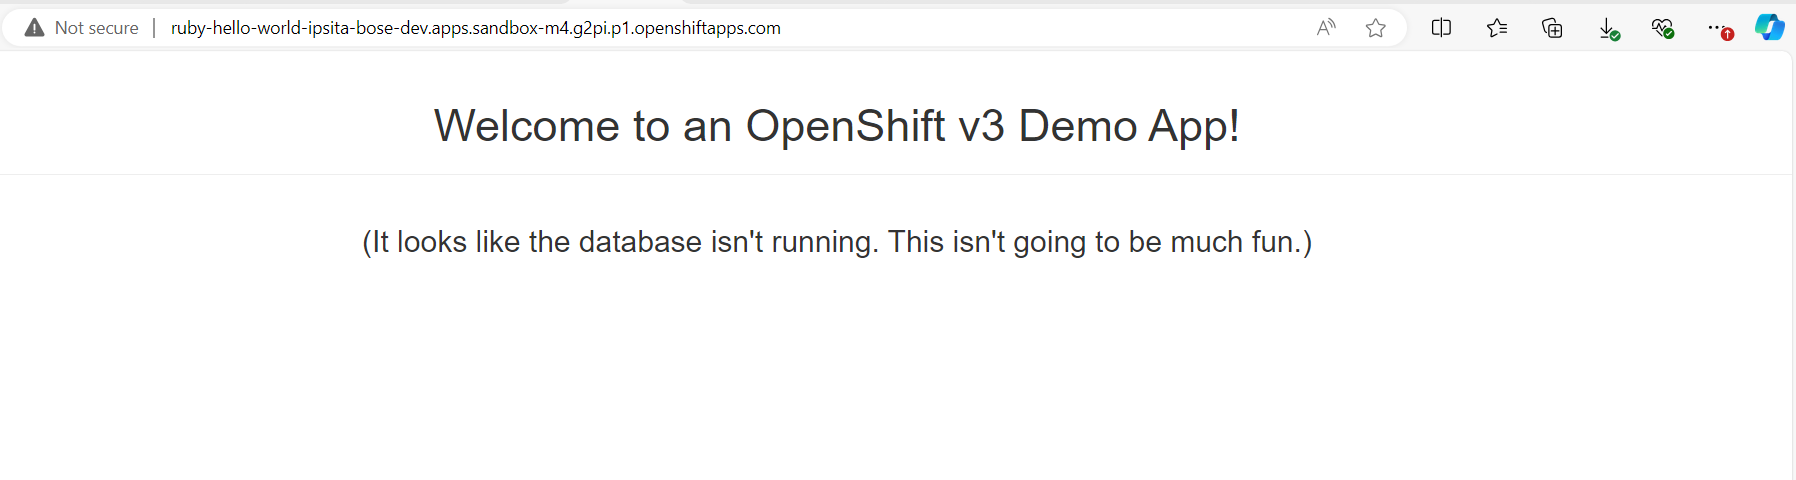 Not secure | ruby-hello-world-ipsita-bose-dev.apps.sandbox-m4.g2pi.p1.openshiftapps.com
Welcome to an OpenShift v3 Demo App!
(It looks like the database isn't running. This isn't going to be much fun.)